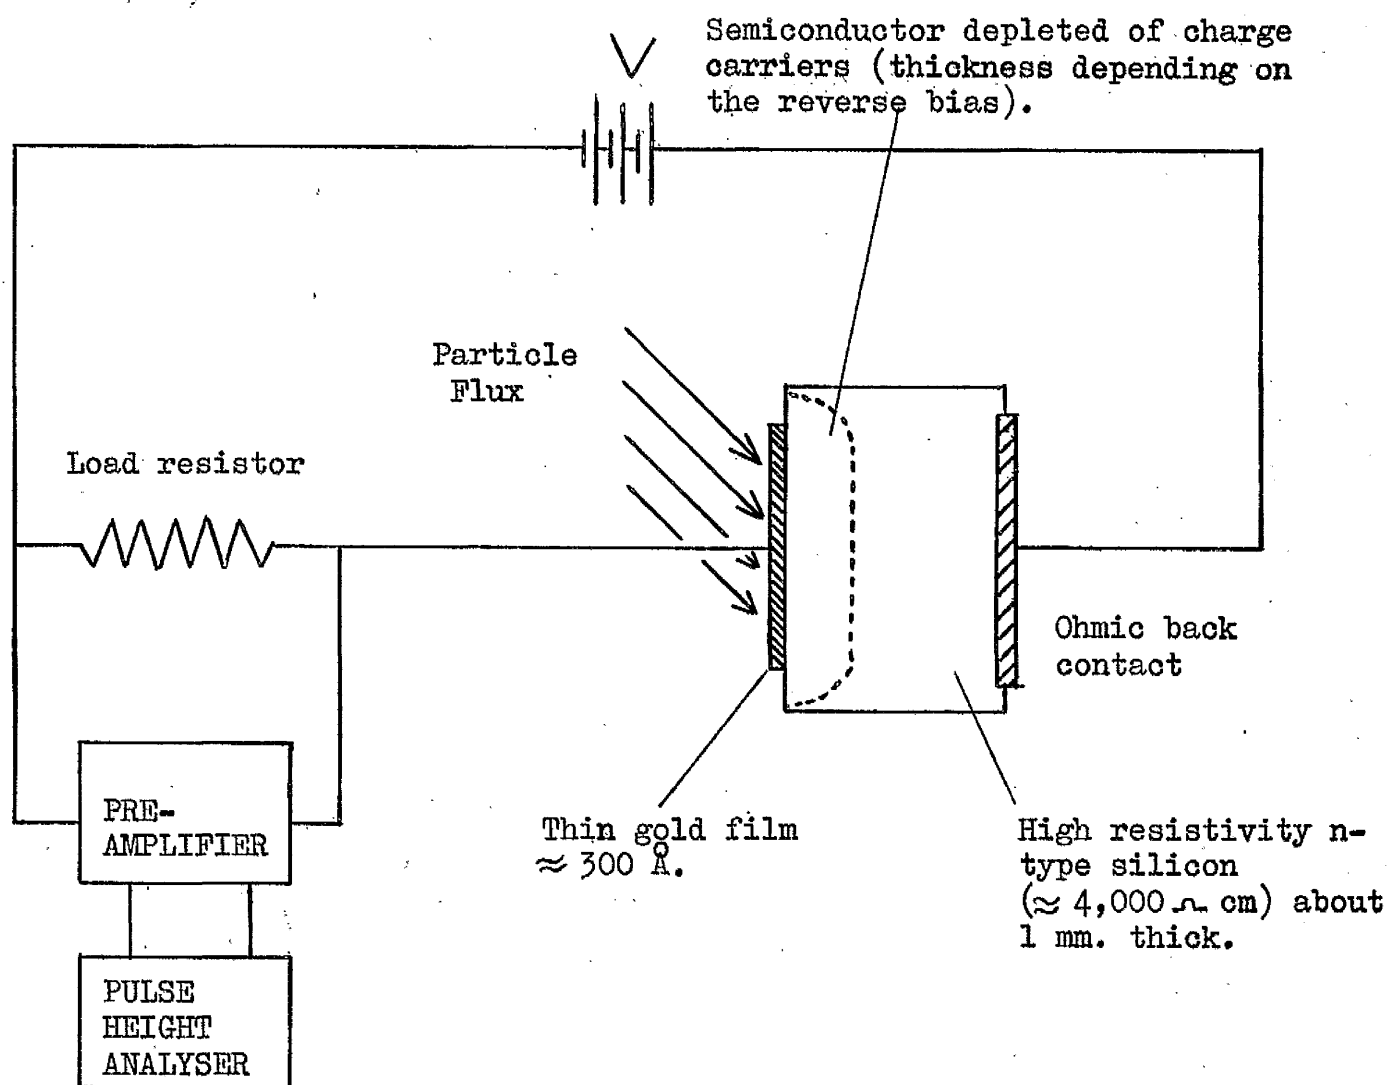 V
Semiconductor depleted of charge
carriers (thickness depending on
the reverse bias).
Particle
Flux
Load resistor
Ohmic back
contact
PRE-
AMPLIFIER
Thin gold film
≈ 300 Å.
High resistivity n-
type silicon
(≈ 4,000 Ω cm) about
1 mm. thick.
PULSE
HEIGHT
ANALYSER